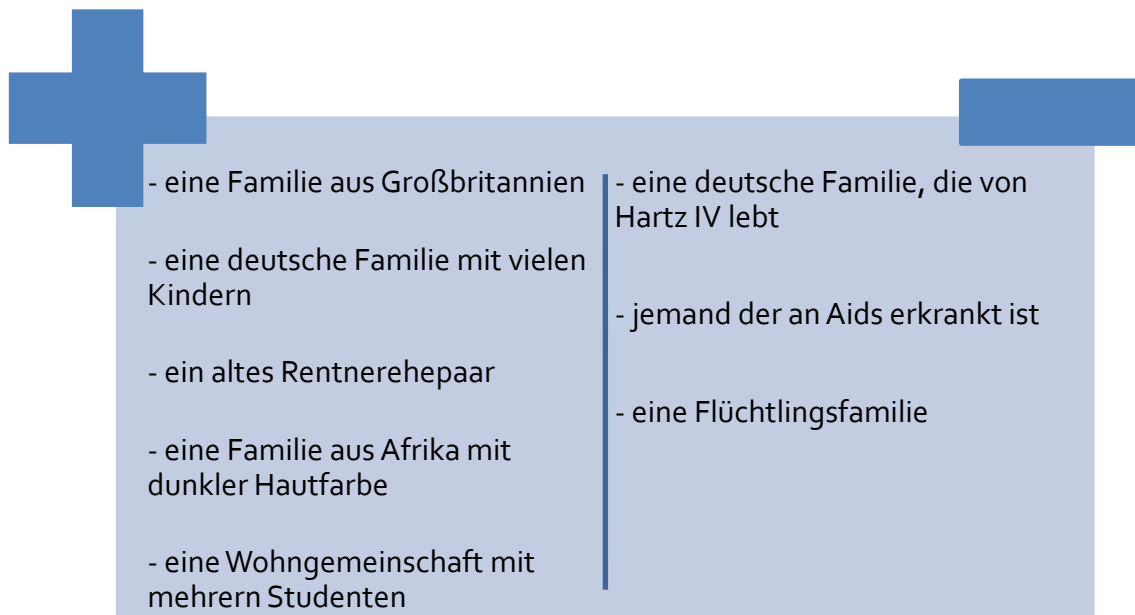 - eine Familie aus Großbritannien
- eine deutsche Familie mit vielen
Kindern
- ein altes Rentnerehepaar
- eine Familie aus Afrika mit
dunkler Hautfarbe
- eine Wohngemeinschaft mit
mehrern Studenten
- eine deutsche Familie, die von
Hartz IV lebt
- jemand der an Aids erkrankt ist
- eine Flüchtlingsfamilie